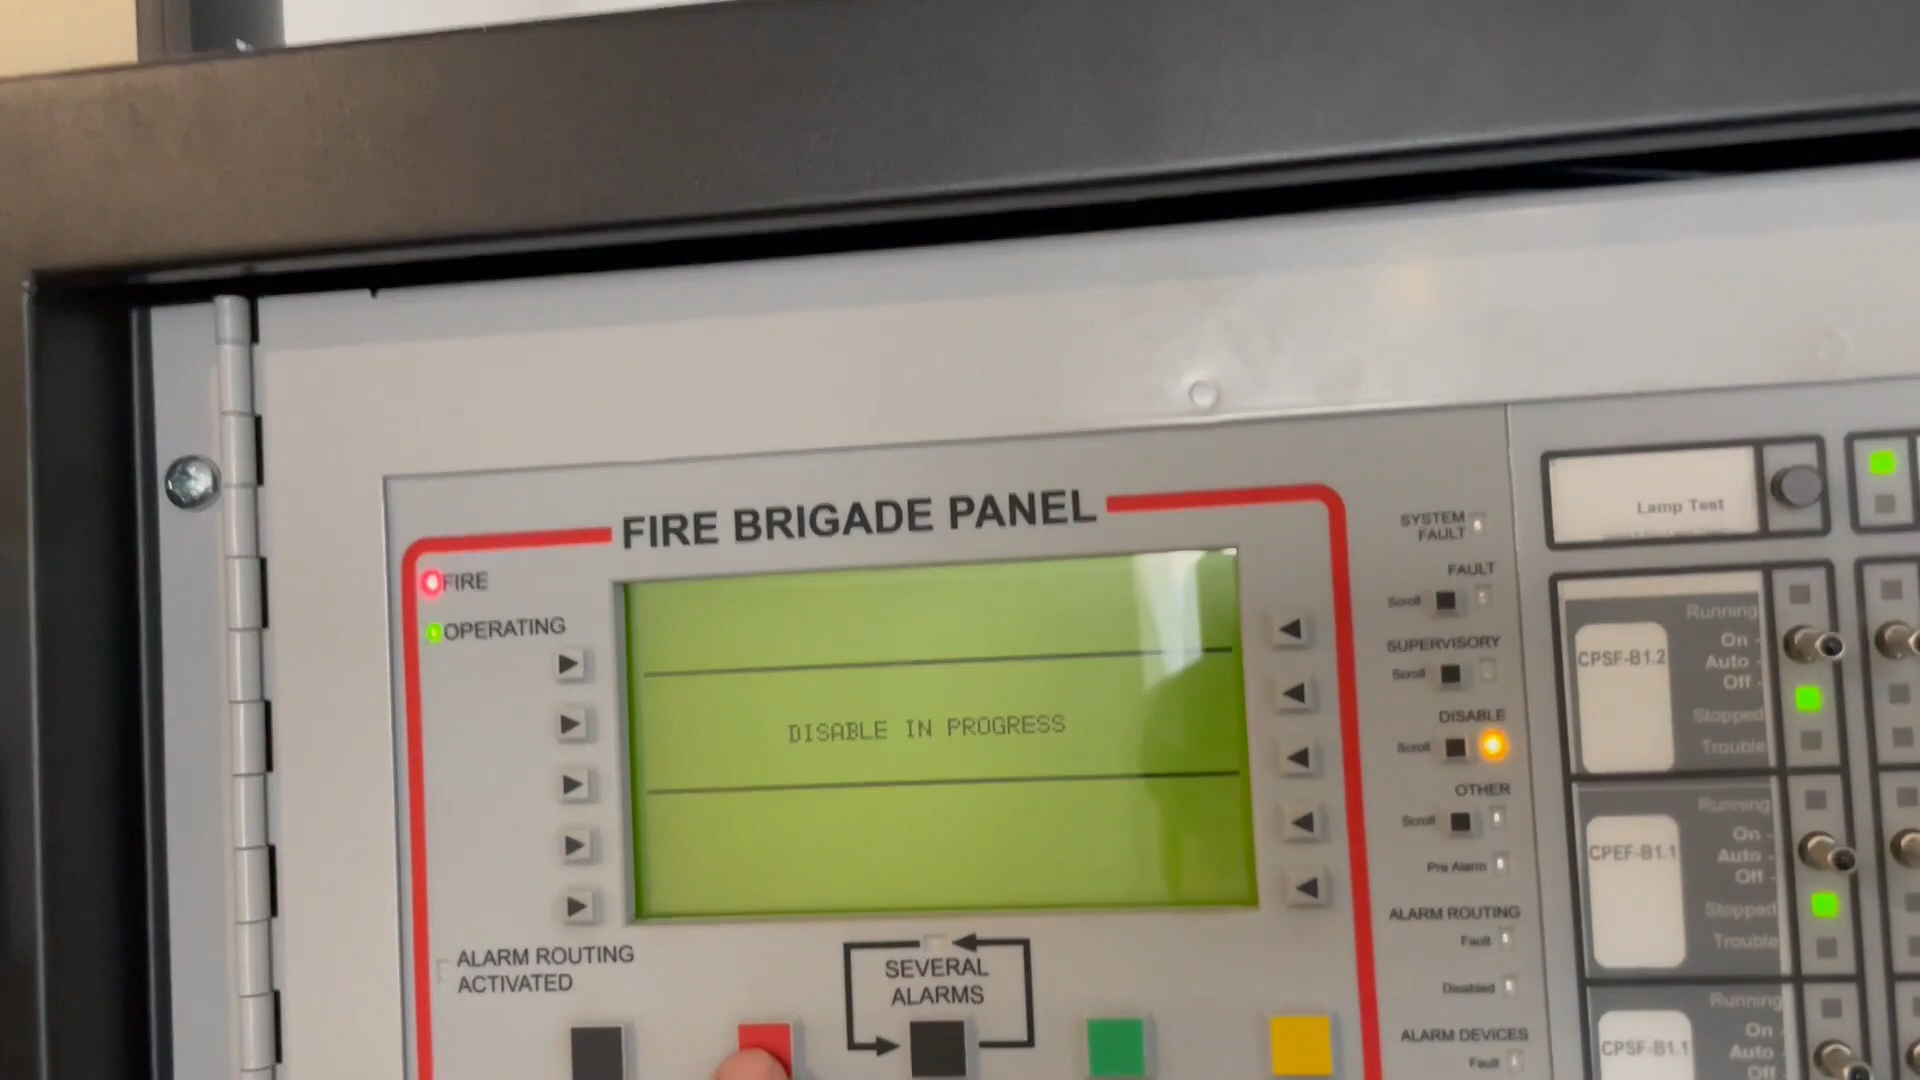 FIRE BRIGADE PANEL
FIRE
OPERATING
DISABLE IN PROGRESS
ALARM ROUTING
ACTIVATED
SEVERAL
ALARMS
SYSTEM
FAULT
FAULT
Scroll
SUPERVISORY
Scroll
DISABLE
Scroll
OTHER
Scroll
Pre Alarm
ALARM ROUTING
Fault
Disabled
ALARM DEVICES
Fault
Lamp Test
CPSF-B1.2
Running
On -
Auto -
Off -
Stopped
Trouble
CPEF-B1.1
Running
On -
Auto -
Off -
Stopped
Trouble
CPSF-B1.1
Running
On -
Auto -
Off -